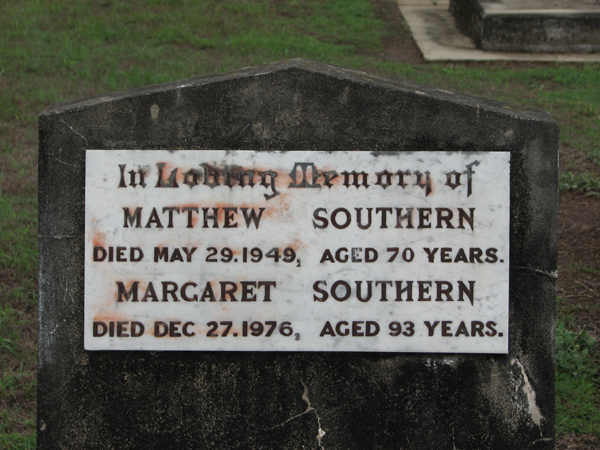 In Loving Memory of
MATTHEW SOUTHERN
DIED MAY 29.1949, AGED 70 YEARS.
MARGARET SOUTHERN
DIED DEC 27.1976, AGED 93 YEARS.